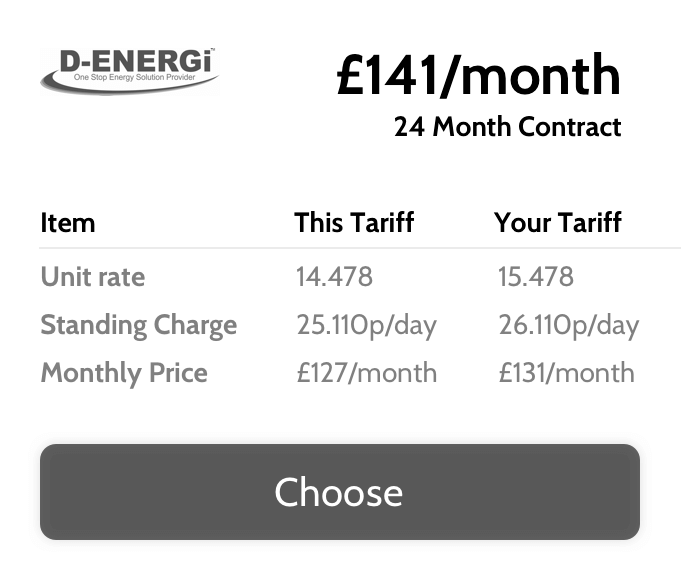 D-ENERGi™
One Stop Energy Solution Provider
£141/month
24 Month Contract
Item This Tariff Your Tariff
Unit rate 14.478 15.478
Standing Charge 25.110p/day 26.110p/day
Monthly Price £127/month £131/month
Choose